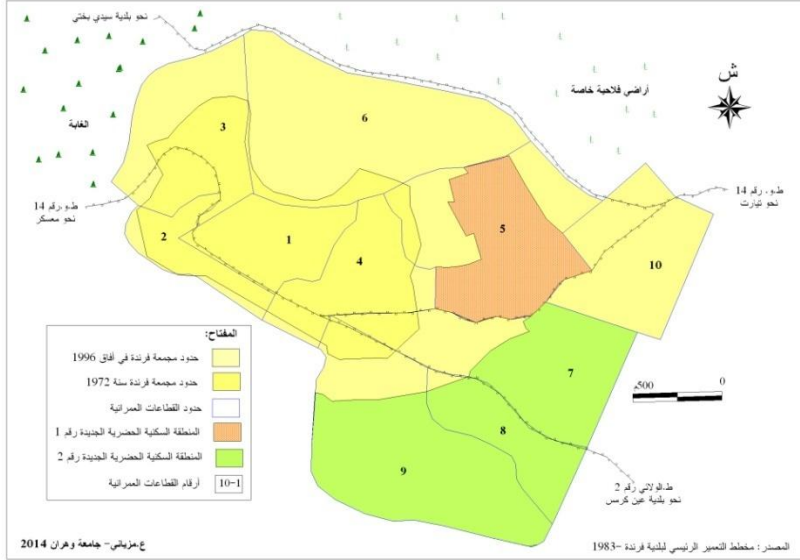 نحو بلدية سيدي بختي
أراضي فلاحية خاصة
ش
الغابة
ط.و. رقم 14
نحو تيارت
ط.و.رقم 14
نحو معسكر
3
6
5
2
1
4
10
7
8
9
المفتاح:
حدود مجمعة فرندة في آفاق 1996
حدود مجمعة فرندة سنة 1972
حدود القطاعات العمرانية
المنطقة السكنية الحضرية الجديدة رقم 1
المنطقة السكنية الحضرية الجديدة رقم 2
10-1 أرقام القطاعات العمرانية
500م 0
ط.الولائي رقم 2
نحو بلدية عين كرمس
ع.مزياني- جامعة وهران 2014
المصدر: مخطط التعمير الرئيسي لبلدية فرندة -1983